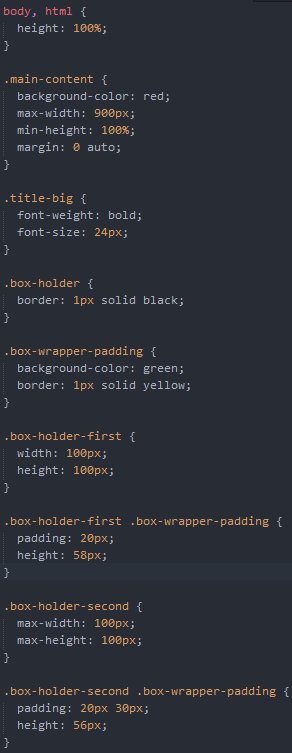 body, html {
  height: 100%;
}

.main-content {
  background-color: red;
  max-width: 900px;
  min-height: 100%;
  margin: 0 auto;
}

.title-big {
  font-weight: bold;
  font-size: 24px;
}

.box-holder {
  border: 1px solid black;
}

.box-wrapper-padding {
  background-color: green;
  border: 1px solid yellow;
}

.box-holder-first {
  width: 100px;
  height: 100px;
}

.box-holder-first .box-wrapper-padding {
  padding: 20px;
  height: 58px;
}

.box-holder-second {
  max-width: 100px;
  max-height: 100px;
}

.box-holder-second .box-wrapper-padding {
  padding: 20px 30px;
  height: 56px;
}